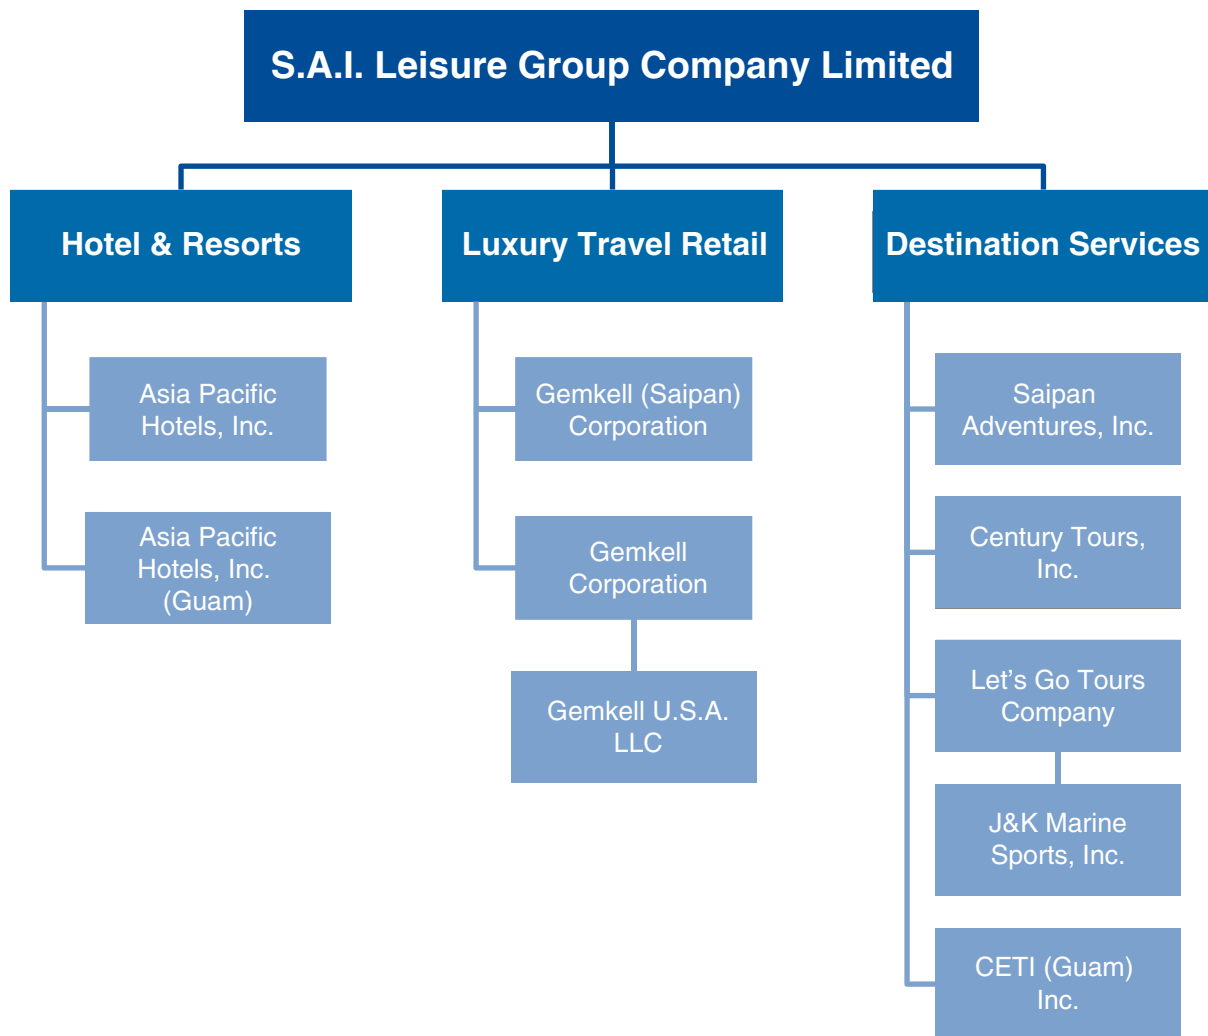 S.A.I. Leisure Group Company Limited
Hotel & Resorts
Luxury Travel Retail
Destination Services
Asia Pacific
Hotels, Inc.
Asia Pacific
Hotels, Inc.
(Guam)
Gemkell (Saipan)
Corporation
Gemkell
Corporation
Gemkell U.S.A.
LLC
Saipan
Adventures, Inc.
Century Tours,
Inc.
Let’s Go Tours
Company
J&K Marine
Sports, Inc.
CETI (Guam)
Inc.